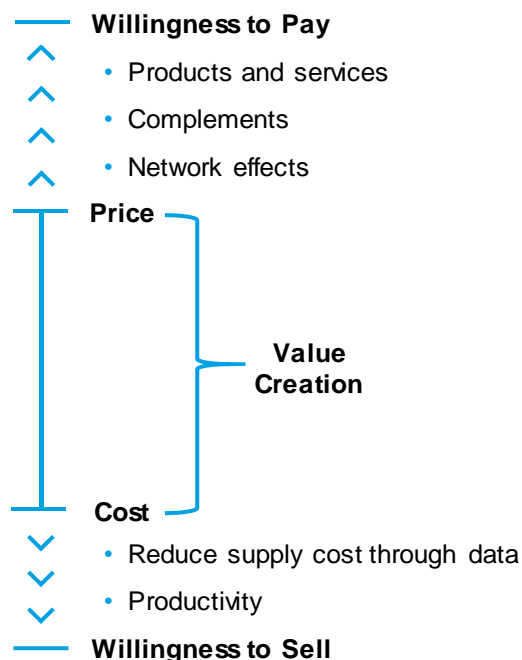 Willingness to Pay
• Products and services
• Complements
• Network effects
Price
Value
Creation
Cost
• Reduce supply cost through data
• Productivity
Willingness to Sell